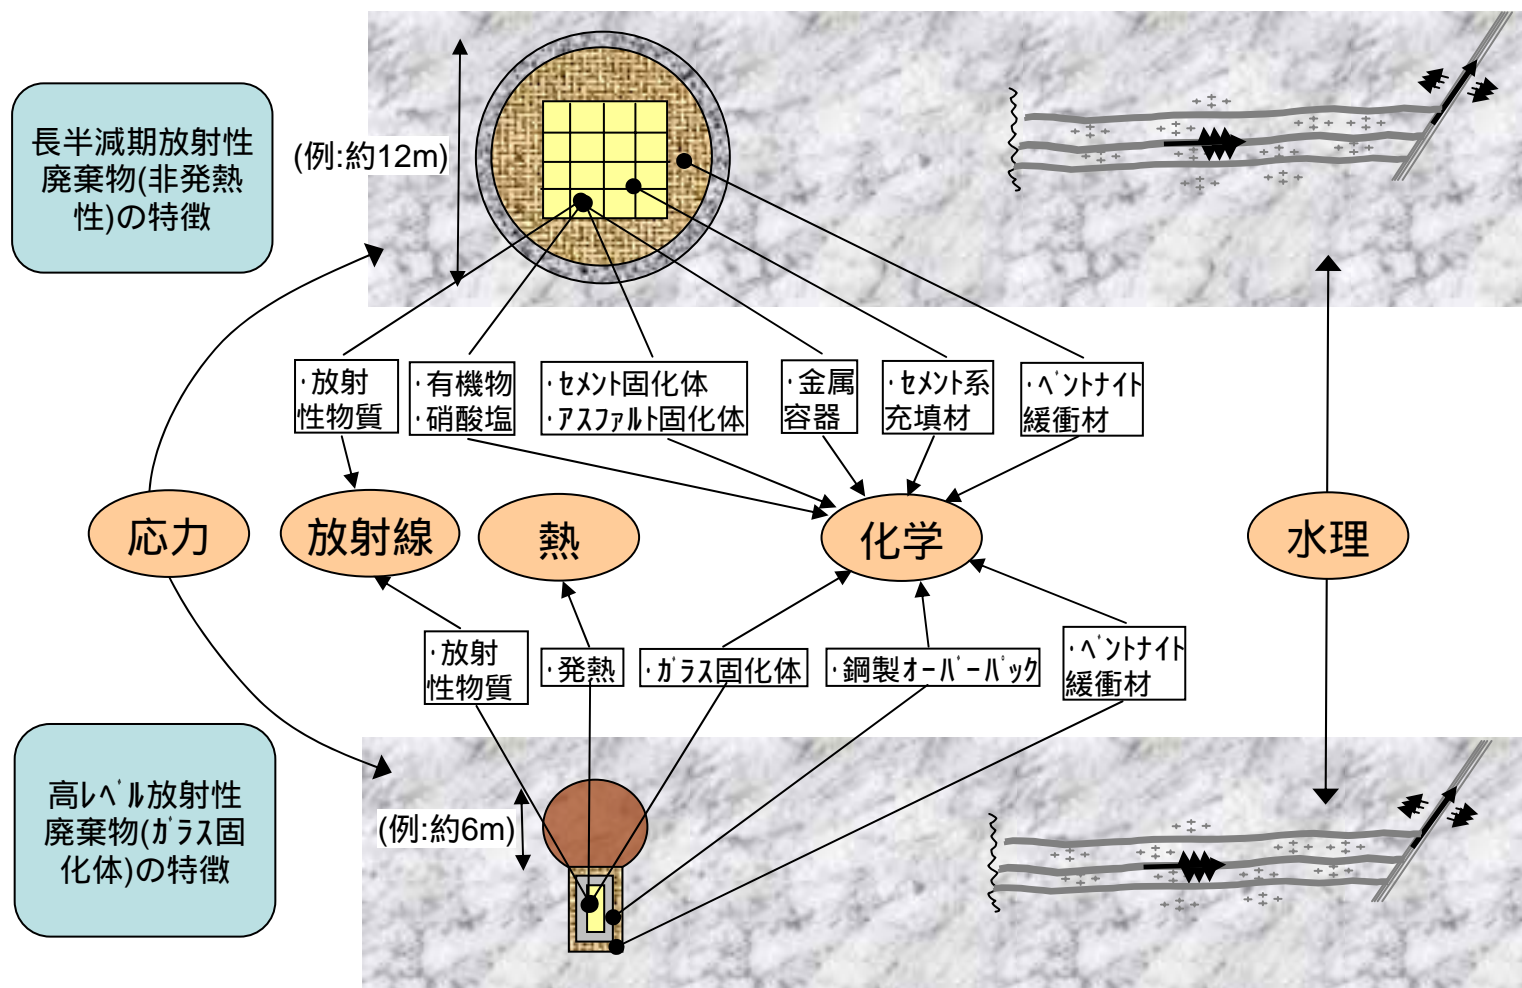 長半減期放射性
廃棄物(非発熱
性)の特徴
(例:約12m)
・放射
性物質
・有機物
・硝酸塩
・ｾﾒﾝﾄ固化体
・ｱｽﾌｧﾙﾄ固化体
・金属
容器
・ｾﾒﾝﾄ系
充填材
・ﾍﾞﾝﾄﾅｲﾄ
緩衝材
応力
放射線
熱
化学
水理
・放射
性物質
・発熱
・ｶﾞﾗｽ固化体
・鋼製ｵｰﾊﾞｰﾊﾟｯｸ
・ﾍﾞﾝﾄﾅｲﾄ
緩衝材
高ﾚﾍﾞﾙ放射性
廃棄物(ｶﾞﾗｽ固
化体)の特徴
(例:約6m)